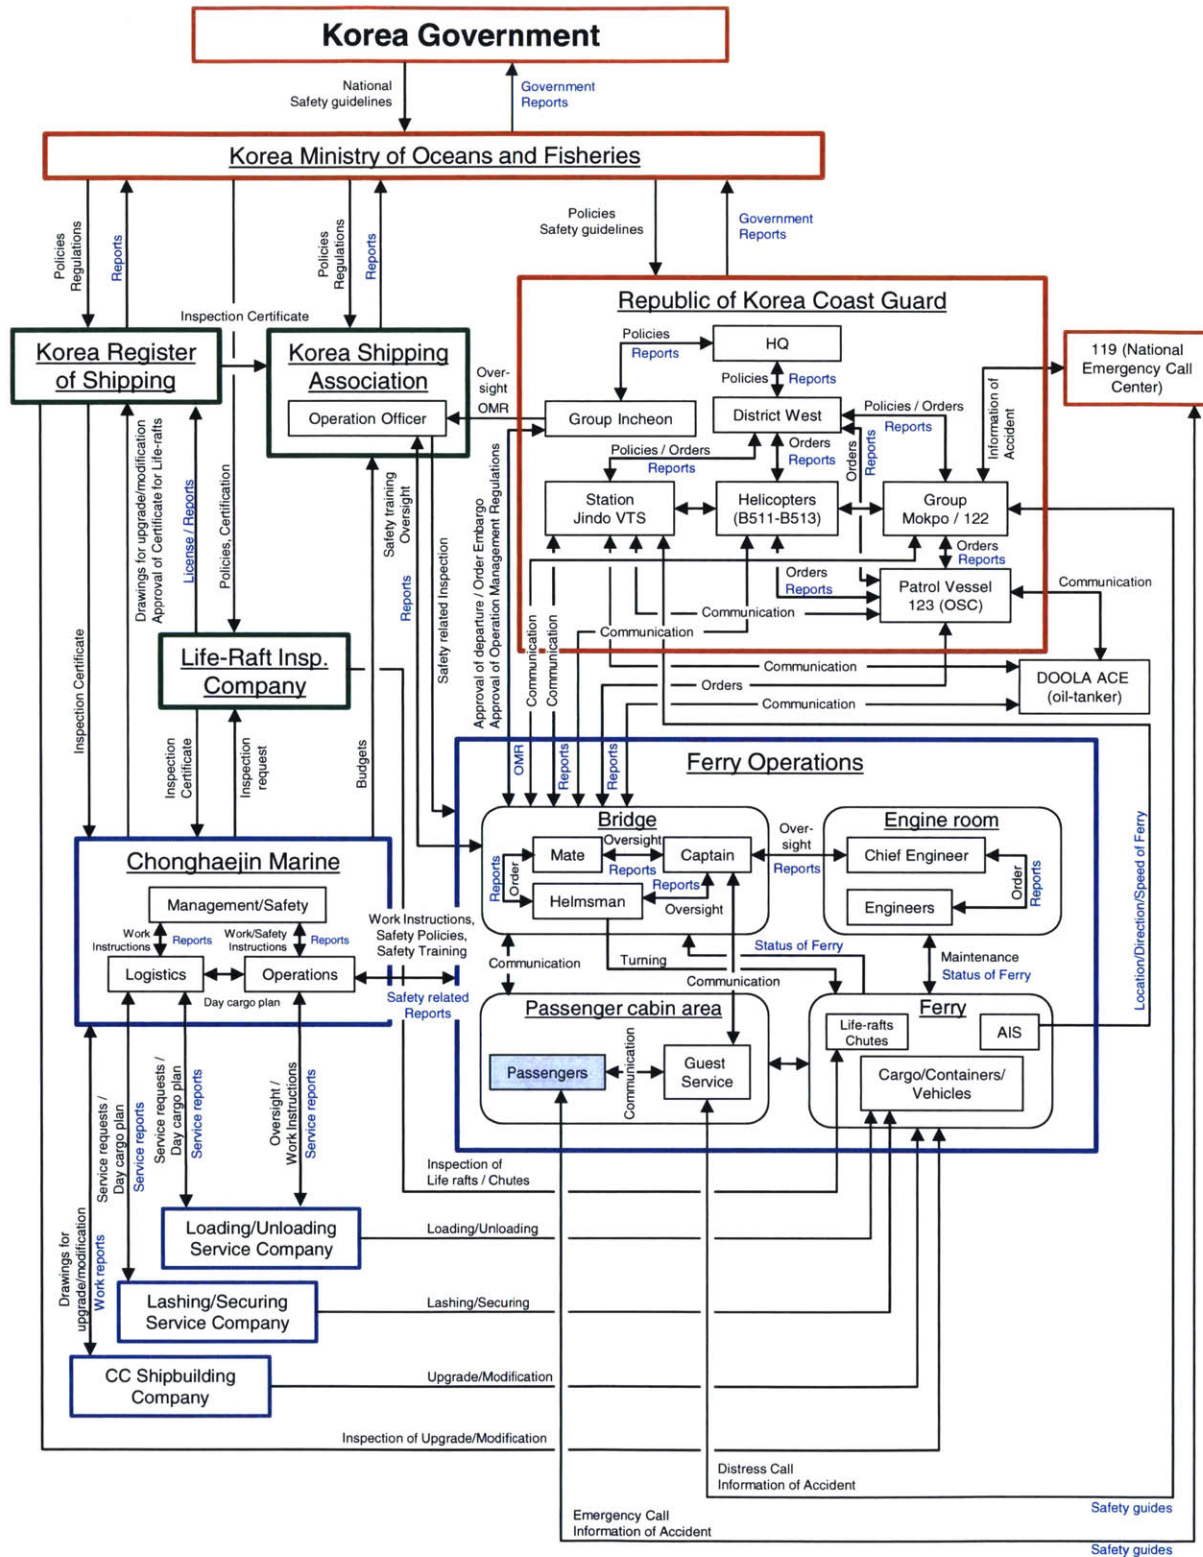 Korea Government
National
Safety guidelines
Government
Reports
Korea Ministry of Oceans and Fisheries
Policies
Regulations
Reports
Policies
Regulations
Reports
Policies
Safety guidelines
Government
Reports
Inspection Certificate
Korea Register
of Shipping
Korea Shipping
Association
Operation Officer
Over-
sight
OMR
Republic of Korea Coast Guard
HQ
Policies
Reports
Policies
Reports
Group Incheon
District West
Policies / Orders
Reports
Orders
Reports
Orders
Reports
Policies / Orders
Reports
Station
Jindo VTS
Helicopters
(B511-B513)
Group
Mokpo / 122
Orders
Reports
Orders
Reports
Patrol Vessel
123 (OSC)
Communication
Communication
119 (National
Emergency Call
Center)
Information of
Accident
Communication
Communication
Orders
Communication
DOOLA ACE
(oil-tanker)
Drawings for upgrade/modification
Approval of Certificate for Life-rafts
License / Reports
Policies, Certification
Safety training
Oversight
Reports
Safety related Inspection
Approval of departure / Order Embargo
Approval of Operation Management Regulations
OMR
Communication
Communication
Reports
Reports
Life-Raft Insp.
Company
Inspection Certificate
Inspection
Certificate
Inspection
request
Budgets
Ferry Operations
Bridge
Mate
Oversight
Reports
Captain
Reports
Order
Helmsman
Reports
Oversight
Over-
sight
Reports
Engine room
Chief Engineer
Engineers
Order
Reports
Location/Direction/Speed of Ferry
Chonghaejin Marine
Management/Safety
Work
Instructions
Reports
Work/Safety
Instructions
Reports
Logistics
Operations
Day cargo plan
Work Instructions,
Safety Policies,
Safety Training
Safety related
Reports
Communication
Turning
Status of Ferry
Communication
Maintenance
Status of Ferry
Passenger cabin area
Passengers
Communication
Guest
Service
Ferry
Life-rafts
Chutes
AIS
Cargo/Containers/
Vehicles
Drawings for
upgrade/modification
Work reports
Service requests /
Day cargo plan
Service reports
Service requests /
Day cargo plan
Service reports
Oversight /
Work Instructions
Service reports
Inspection of
Life rafts / Chutes
Loading/Unloading
Service Company
Loading/Unloading
Lashing/Securing
Service Company
Lashing/Securing
CC Shipbuilding
Company
Upgrade/Modification
Inspection of Upgrade/Modification
Distress Call
Information of Accident
Safety guides
Emergency Call
Information of Accident
Safety guides